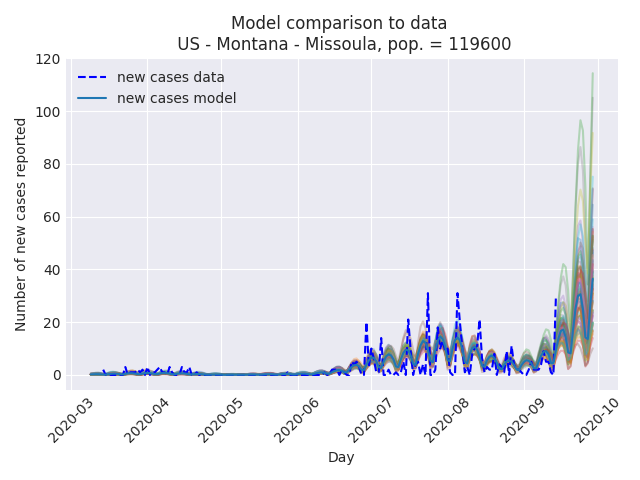 Model comparison to data
US - Montana - Missoula, pop. = 119600
new cases data
new cases model
Number of new cases reported
120
100
80
60
40
20
0
2020-03
2020-04
2020-05
2020-06
2020-07
2020-08
2020-09
2020-10
Day